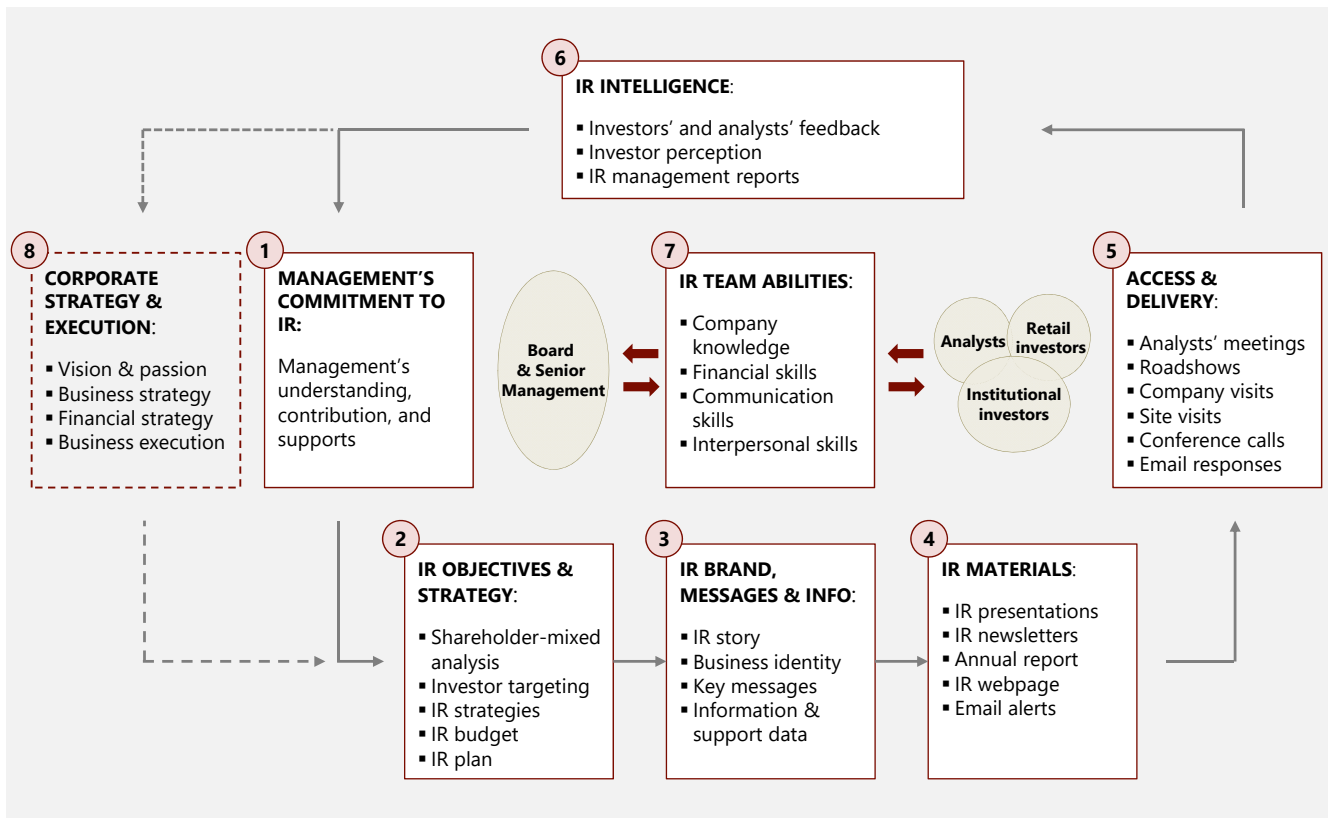 6
IR INTELLIGENCE:
▪ Investors’ and analysts’ feedback
▪ Investor perception
▪ IR management reports
8
CORPORATE
STRATEGY &
EXECUTION:
▪ Vision & passion
▪ Business strategy
▪ Financial strategy
▪ Business execution
1
MANAGEMENT’S
COMMITMENT TO
IR:
Management’s
understanding,
contribution, and
supports
Board
& Senior
Management
7
IR TEAM ABILITIES:
▪ Company
knowledge
▪ Financial skills
▪ Communication
skills
▪ Interpersonal skills
Analysts
Retail
investors
Institutional
investors
5
ACCESS &
DELIVERY:
▪ Analysts’ meetings
▪ Roadshows
▪ Company visits
▪ Site visits
▪ Conference calls
▪ Email responses
2
IR OBJECTIVES &
STRATEGY:
▪ Shareholder-mixed
analysis
▪ Investor targeting
▪ IR strategies
▪ IR budget
▪ IR plan
3
IR BRAND,
MESSAGES & INFO:
▪ IR story
▪ Business identity
▪ Key messages
▪ Information &
support data
4
IR MATERIALS:
▪ IR presentations
▪ IR newsletters
▪ Annual report
▪ IR webpage
▪ Email alerts